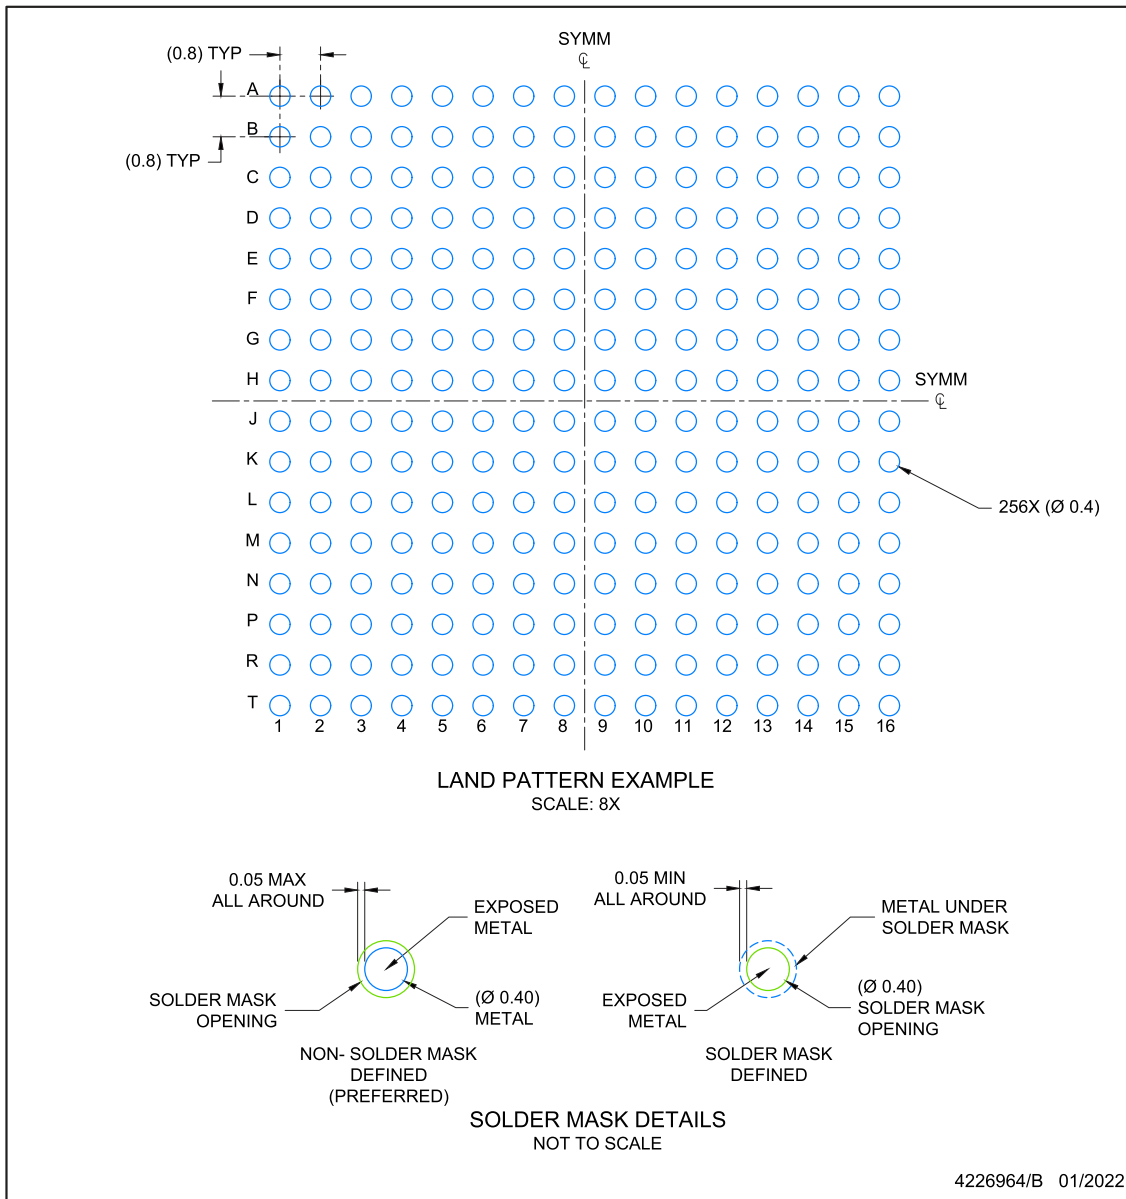 (0.8) TYP
SYMM
℄
A
B
(0.8) TYP
C
D
E
F
G
H
SYMM
℄
J
K
L
256X (Ø 0.4)
M
N
P
R
T
1 2 3 4 5 6 7 8 9 10 11 12 13 14 15 16
LAND PATTERN EXAMPLE
SCALE: 8X
0.05 MAX
ALL AROUND
EXPOSED
METAL
SOLDER MASK
OPENING
(Ø 0.40)
METAL
NON- SOLDER MASK
DEFINED
(PREFERRED)
0.05 MIN
ALL AROUND
METAL UNDER
SOLDER MASK
EXPOSED
METAL
(Ø 0.40)
SOLDER MASK
OPENING
SOLDER MASK
DEFINED
SOLDER MASK DETAILS
NOT TO SCALE
4226964/B 01/2022